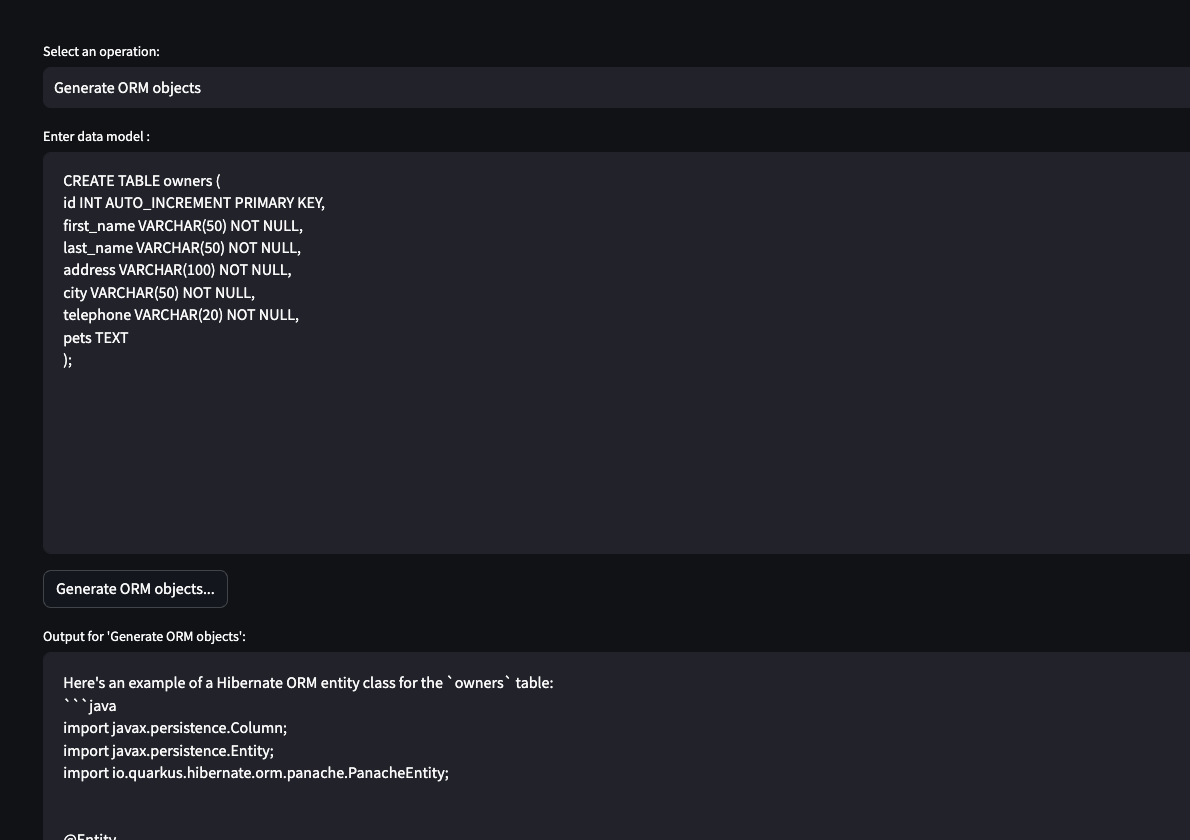 Select an operation:
Generate ORM objects
Enter data model :
CREATE TABLE owners (
id INT AUTO_INCREMENT PRIMARY KEY,
first_name VARCHAR(50) NOT NULL,
last_name VARCHAR(50) NOT NULL,
address VARCHAR(100) NOT NULL,
city VARCHAR(50) NOT NULL,
telephone VARCHAR(20) NOT NULL,
pets TEXT
);
Generate ORM objects...
Output for 'Generate ORM objects':
Here's an example of a Hibernate ORM entity class for the `owners` table:
```java
import javax.persistence.Column;
import javax.persistence.Entity;
import io.quarkus.hibernate.orm.panache.PanacheEntity;
@Entity